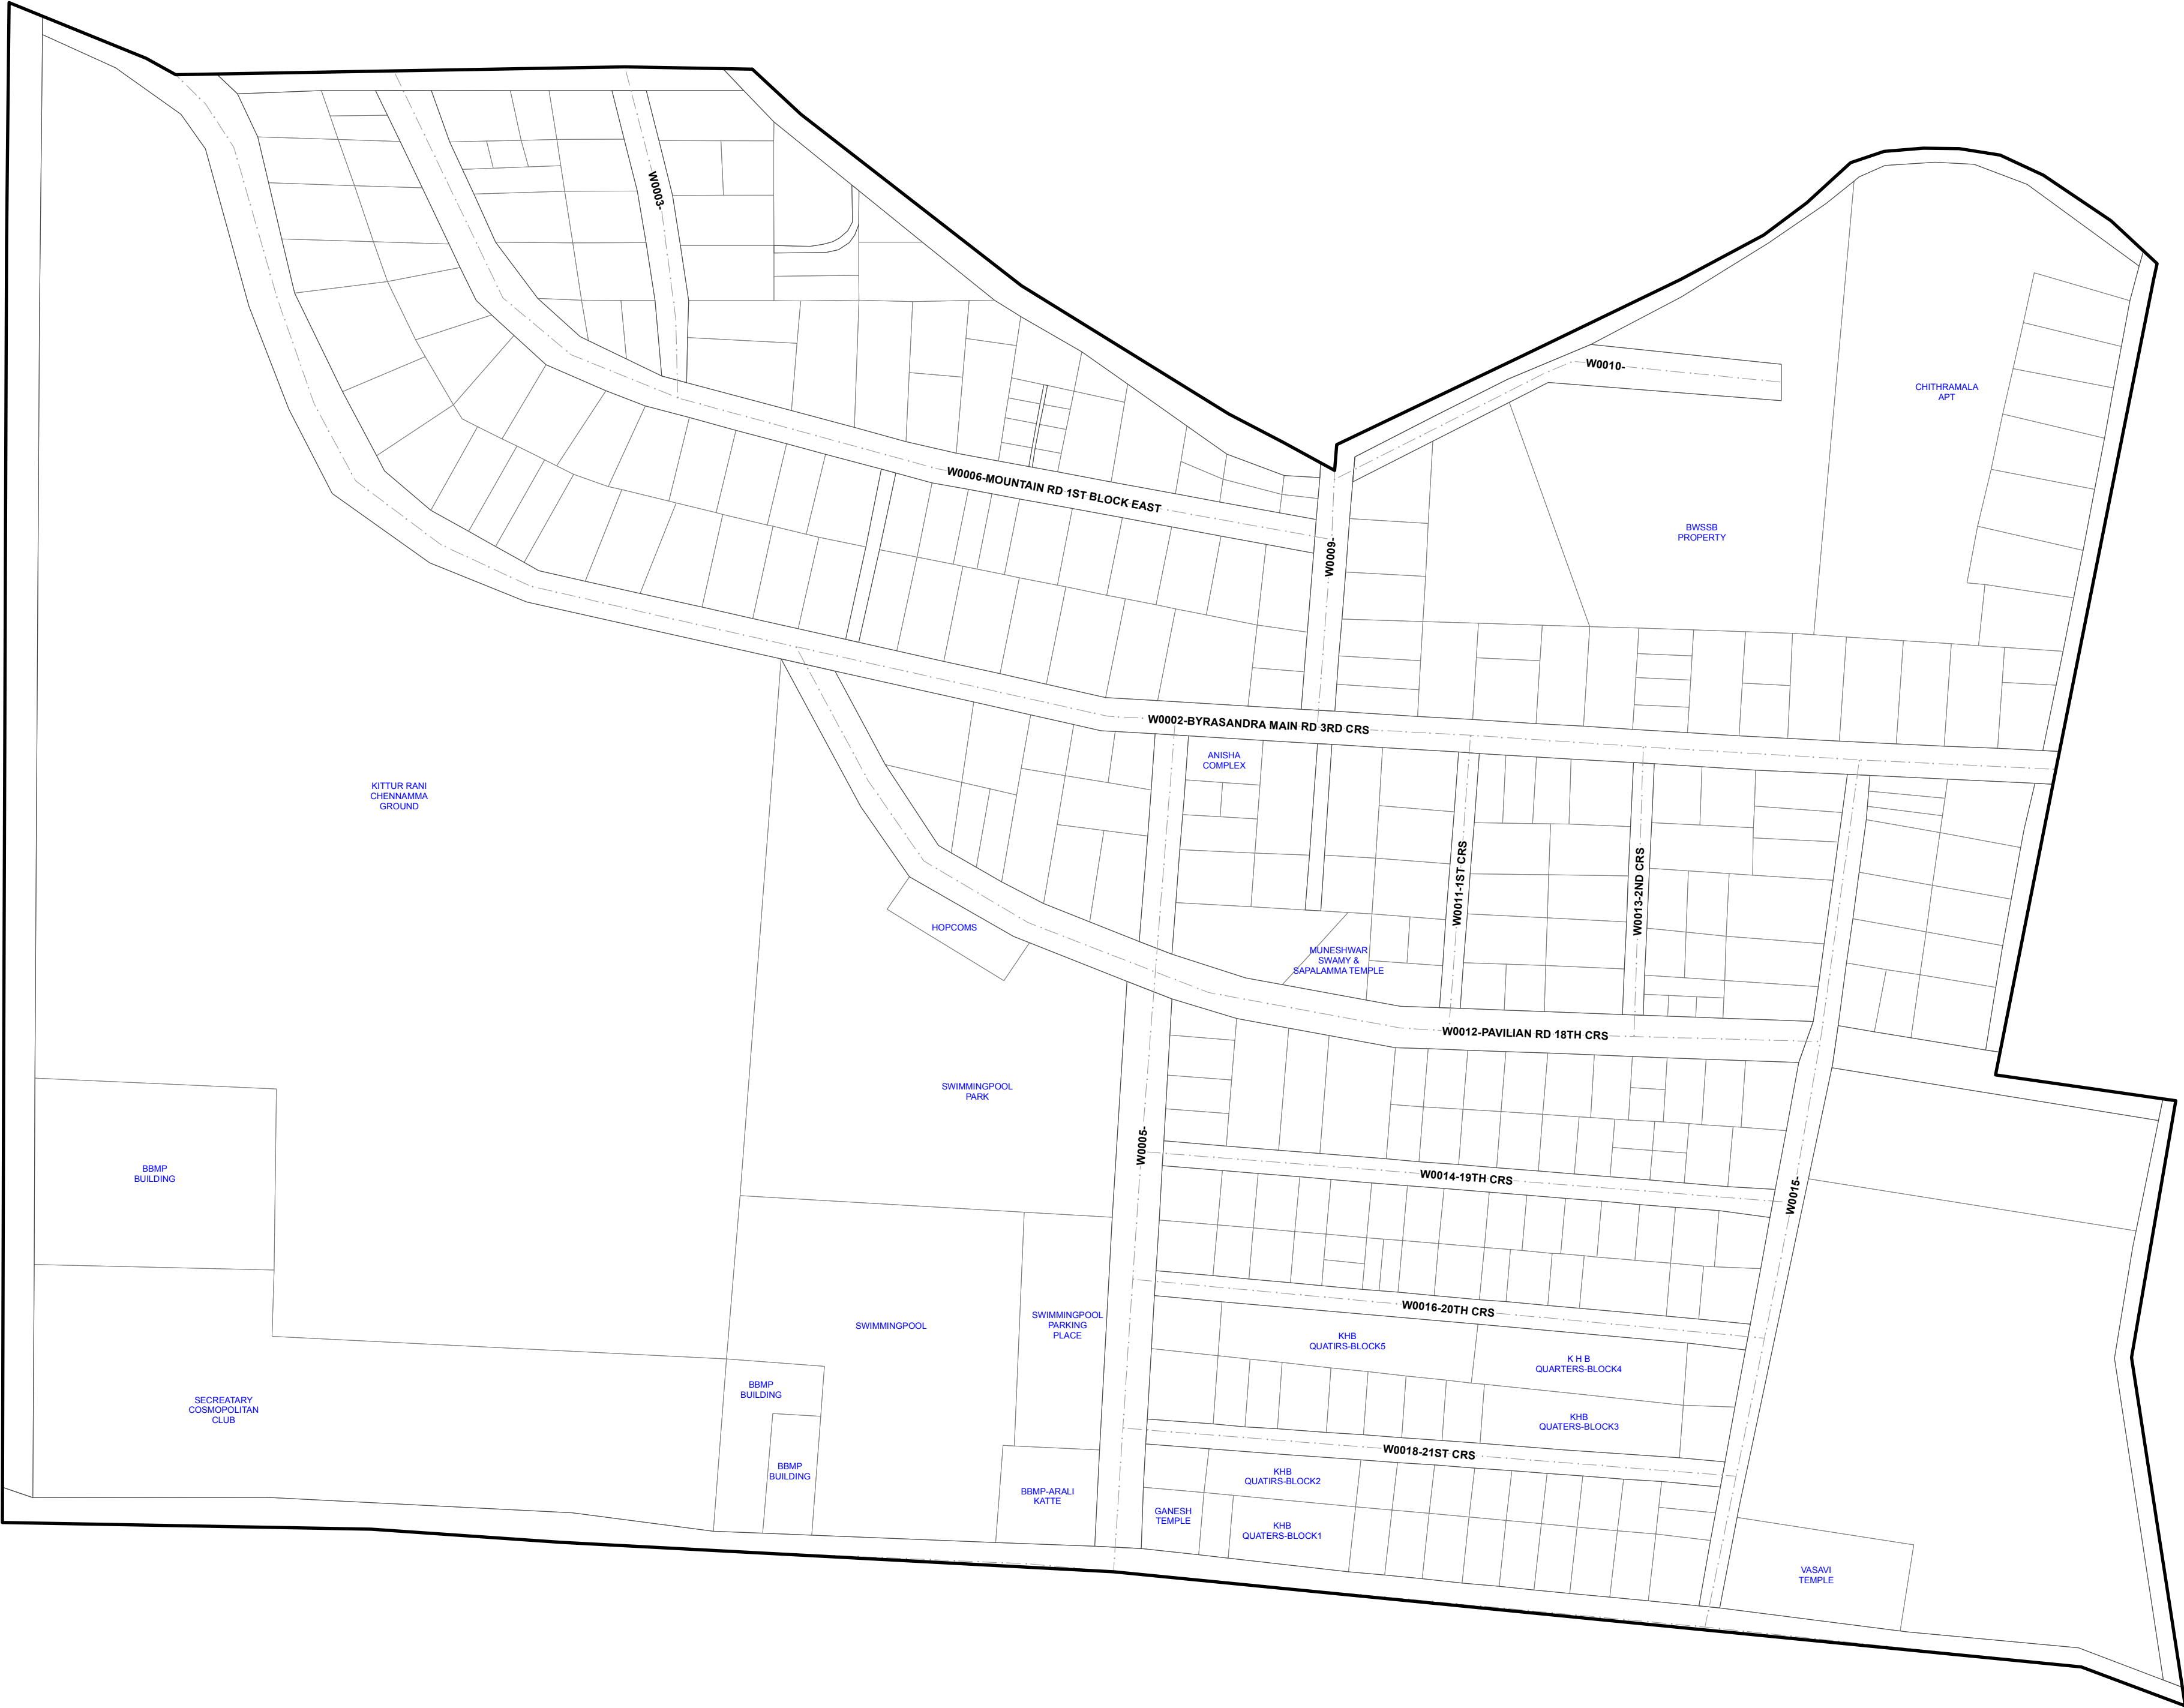 W0003-
W0010-
CHITHRAMALA
APT
W0006-MOUNTAIN RD 1ST BLOCK EAST
BWSSB
PROPERTY
W0009-
W0002-BYRASANDRA MAIN RD 3RD CRS
ANISHA
COMPLEX
KITTUR RANI
CHENNAMMA
GROUND
W0011-1ST CRS
W0013-2ND CRS
HOPCOMS
MUNESHWAR
SWAMY &
SAPALAMMA TEMPLE
W0012-PAVILIAN RD 18TH CRS
SWIMMINGPOOL
PARK
W0005-
BBMP
BUILDING
W0014-19TH CRS
W0015-
W0016-20TH CRS
SWIMMINGPOOL
SWIMMINGPOOL
PARKING
PLACE
KHB
QUATIRS-BLOCK5
K H B
QUARTERS-BLOCK4
BBMP
BUILDING
SECREATARY
COSMOPOLITAN
CLUB
KHB
QUATERS-BLOCK3
W0018-21ST CRS
BBMP
BUILDING
KHB
QUATIRS-BLOCK2
BBMP-ARALI
KATTE
GANESH
TEMPLE
KHB
QUATERS-BLOCK1
VASAVI
TEMPLE